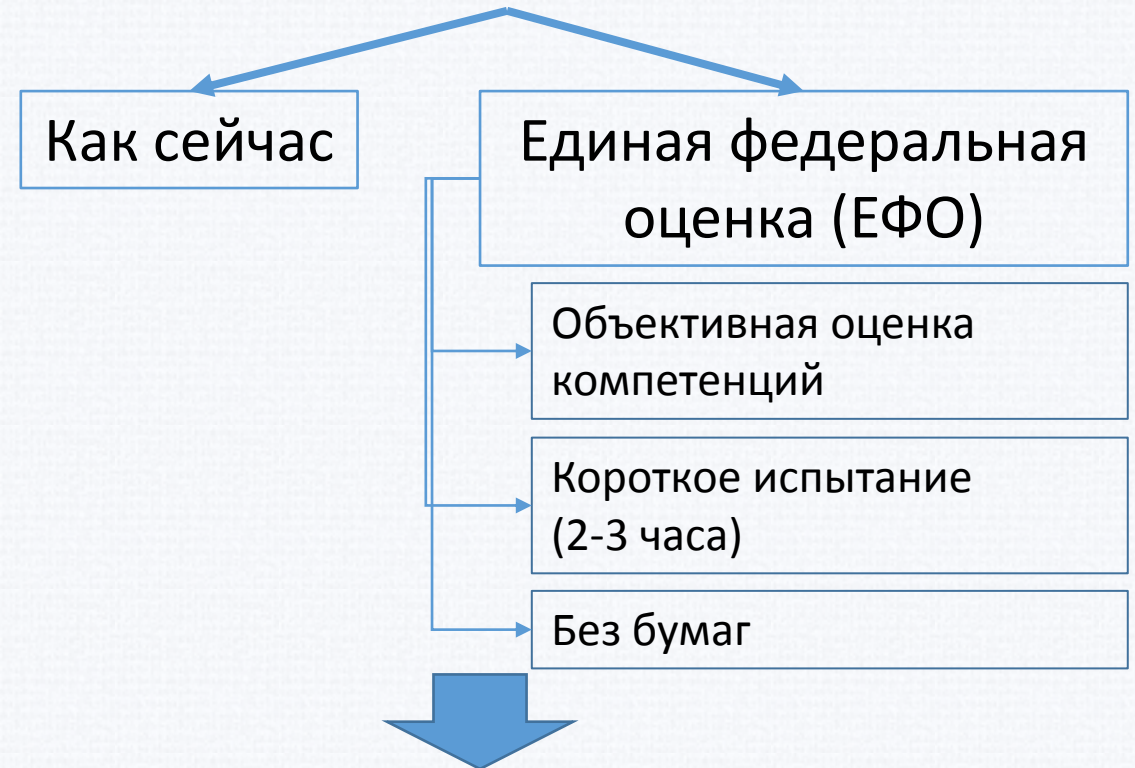 Как сейчас
Единая федеральная
оценка (ЕФО)
Объективная оценка
компетенций
Короткое испытание
(2-3 часа)
Без бумаг